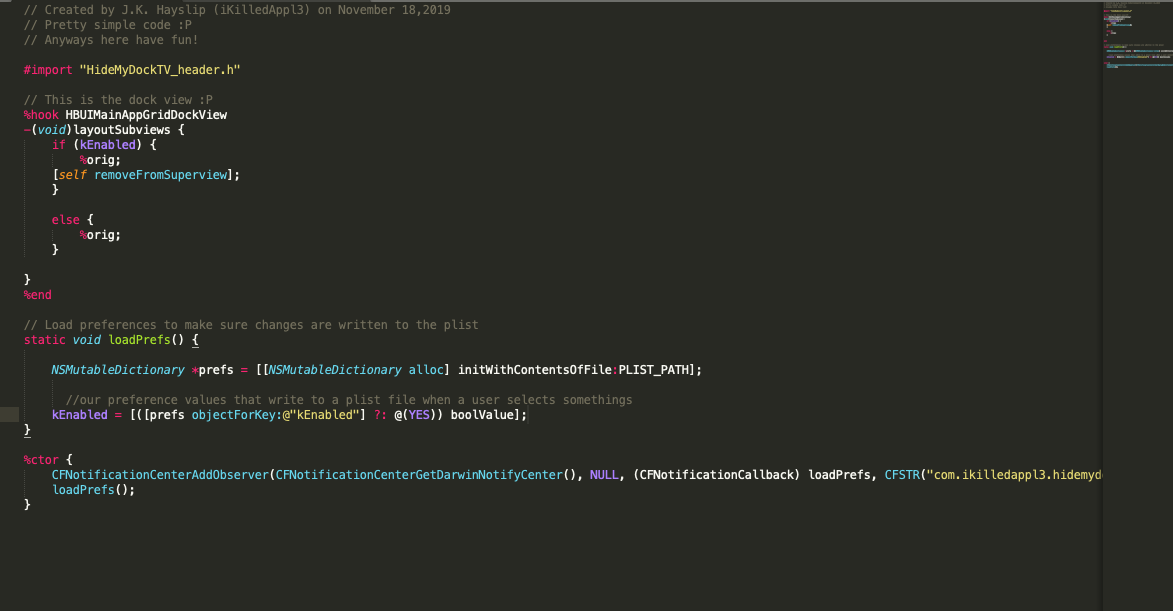 // Created by J.K. Hayslip (iKilledAppl3) on November 18,2019
// Pretty simple code :P
// Anyways here have fun!
#import "HideMyDockTV_header.h"
// This is the dock view :P
%hook HBUIMainAppGridDockView
-(void)layoutSubviews {
if (kEnabled) {
%orig;
[self removeFromSuperview];
}
else {
%orig;
}
}
%end
// Load preferences to make sure changes are written to the plist
static void loadPrefs() {
NSMutableDictionary *prefs = [[NSMutableDictionary alloc] initWithContentsOfFile:PLIST_PATH];
//our preference values that write to a plist file when a user selects somethings
kEnabled = [([prefs objectForKey:@"kEnabled"] ?: @(YES)) boolValue];
}
%ctor {
CFNotificationCenterAddObserver(CFNotificationCenterGetDarwinNotifyCenter(), NULL, (CFNotificationCallback) loadPrefs, CFSTR("com.ikilledappl3.hidemyd
loadPrefs();
}